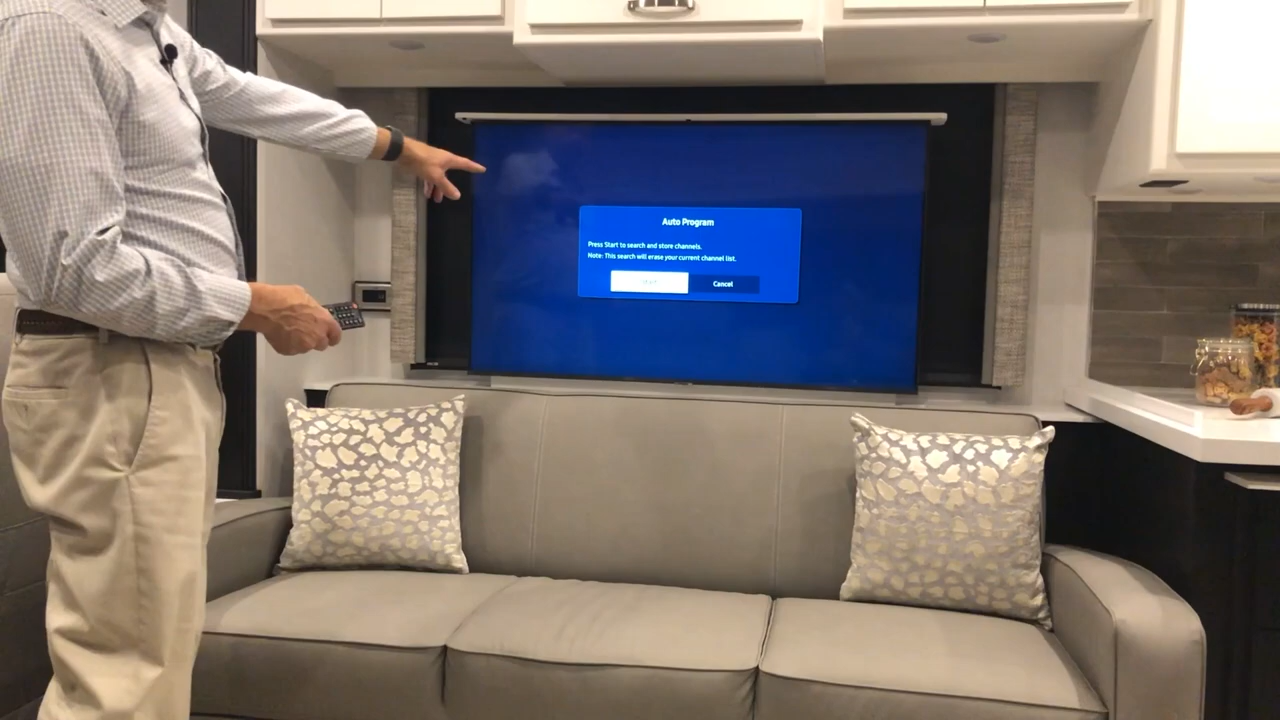 Auto Program
Press Start to search and store channels.
Note: This search will erase your current channel list.
Start
Cancel